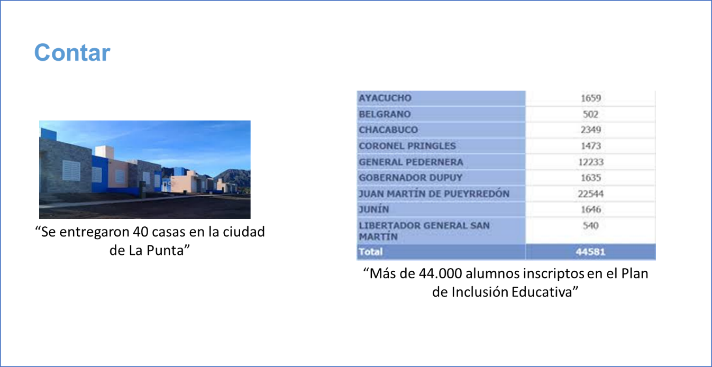 Contar
“Se entregaron 40 casas en la ciudad
de La Punta”
AYACUCHO 1659
BELGRANO 502
CHACABUCO 2349
CORONEL PRINGLES 1473
GENERAL PEDERNERA 12233
GOBERNADOR DUPUY 1635
JUAN MARTÍN DE PUEYRREDÓN 22544
JUNÍN 1646
LIBERTADOR GENERAL SAN 540
MARTÍN
Total 44581
“Más de 44.000 alumnos inscriptos en el Plan
de Inclusión Educativa”